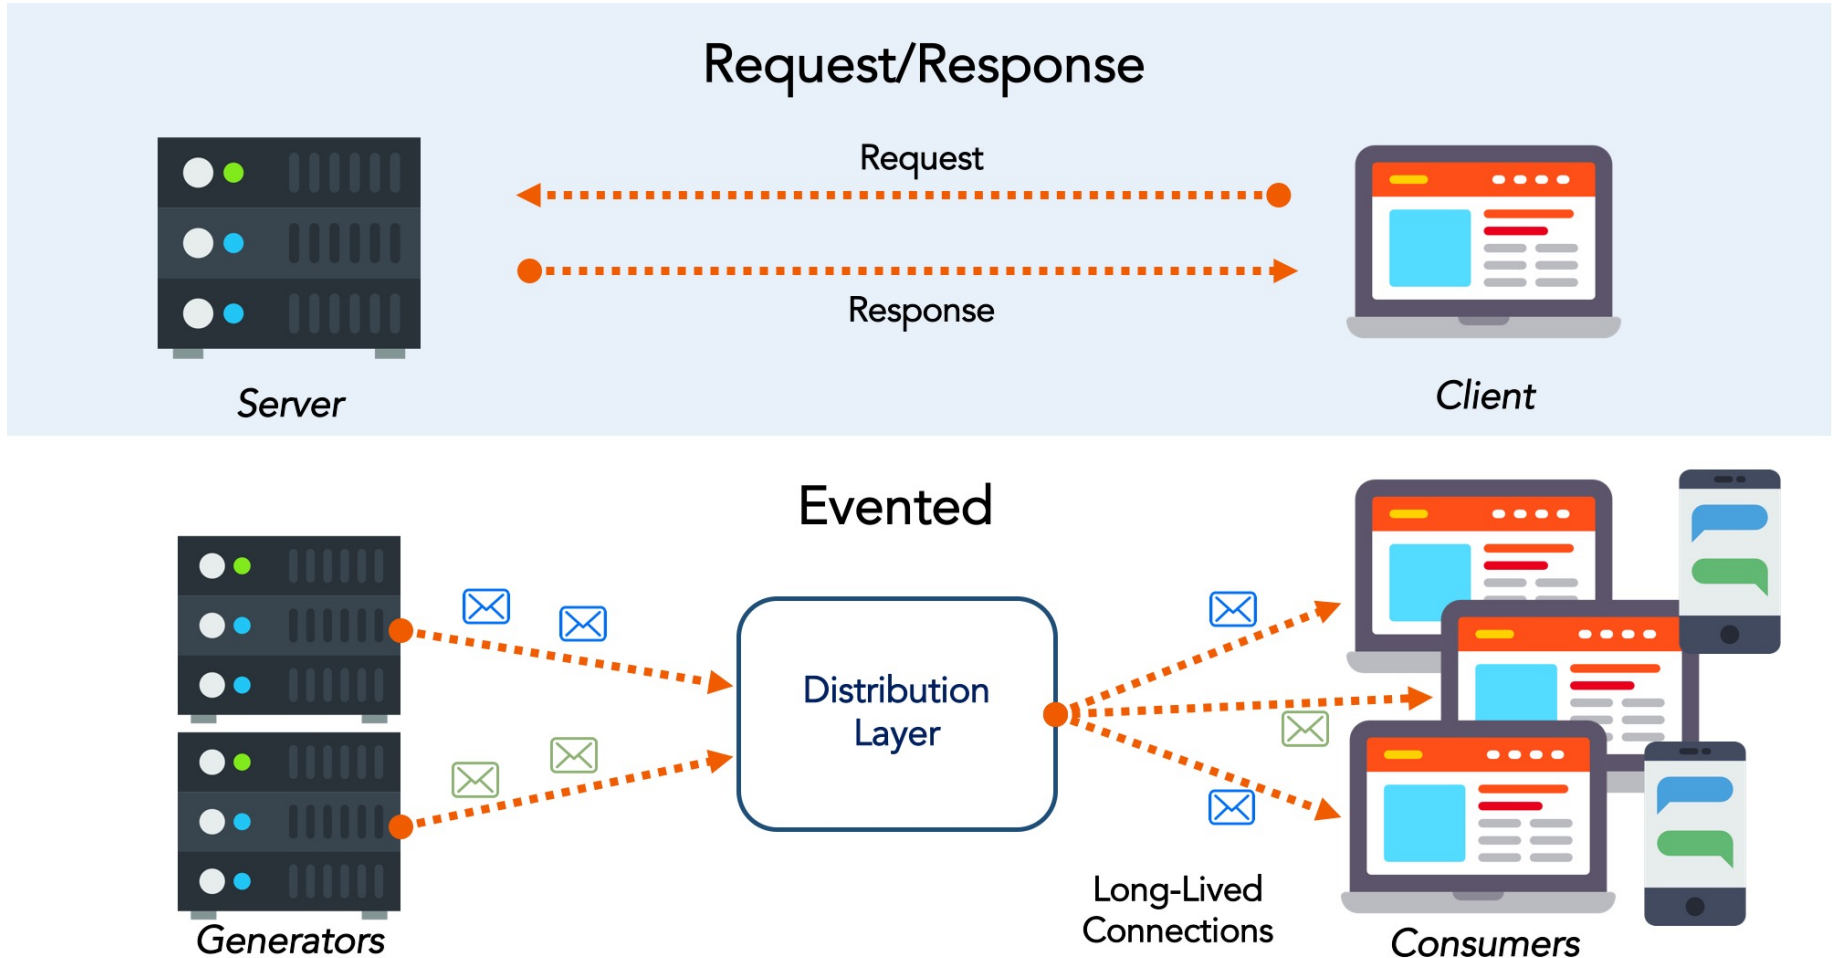 Request/Response
Request
Response
Server
Client
Evented
Distribution
Layer
Long-Lived
Connections
Generators
Consumers